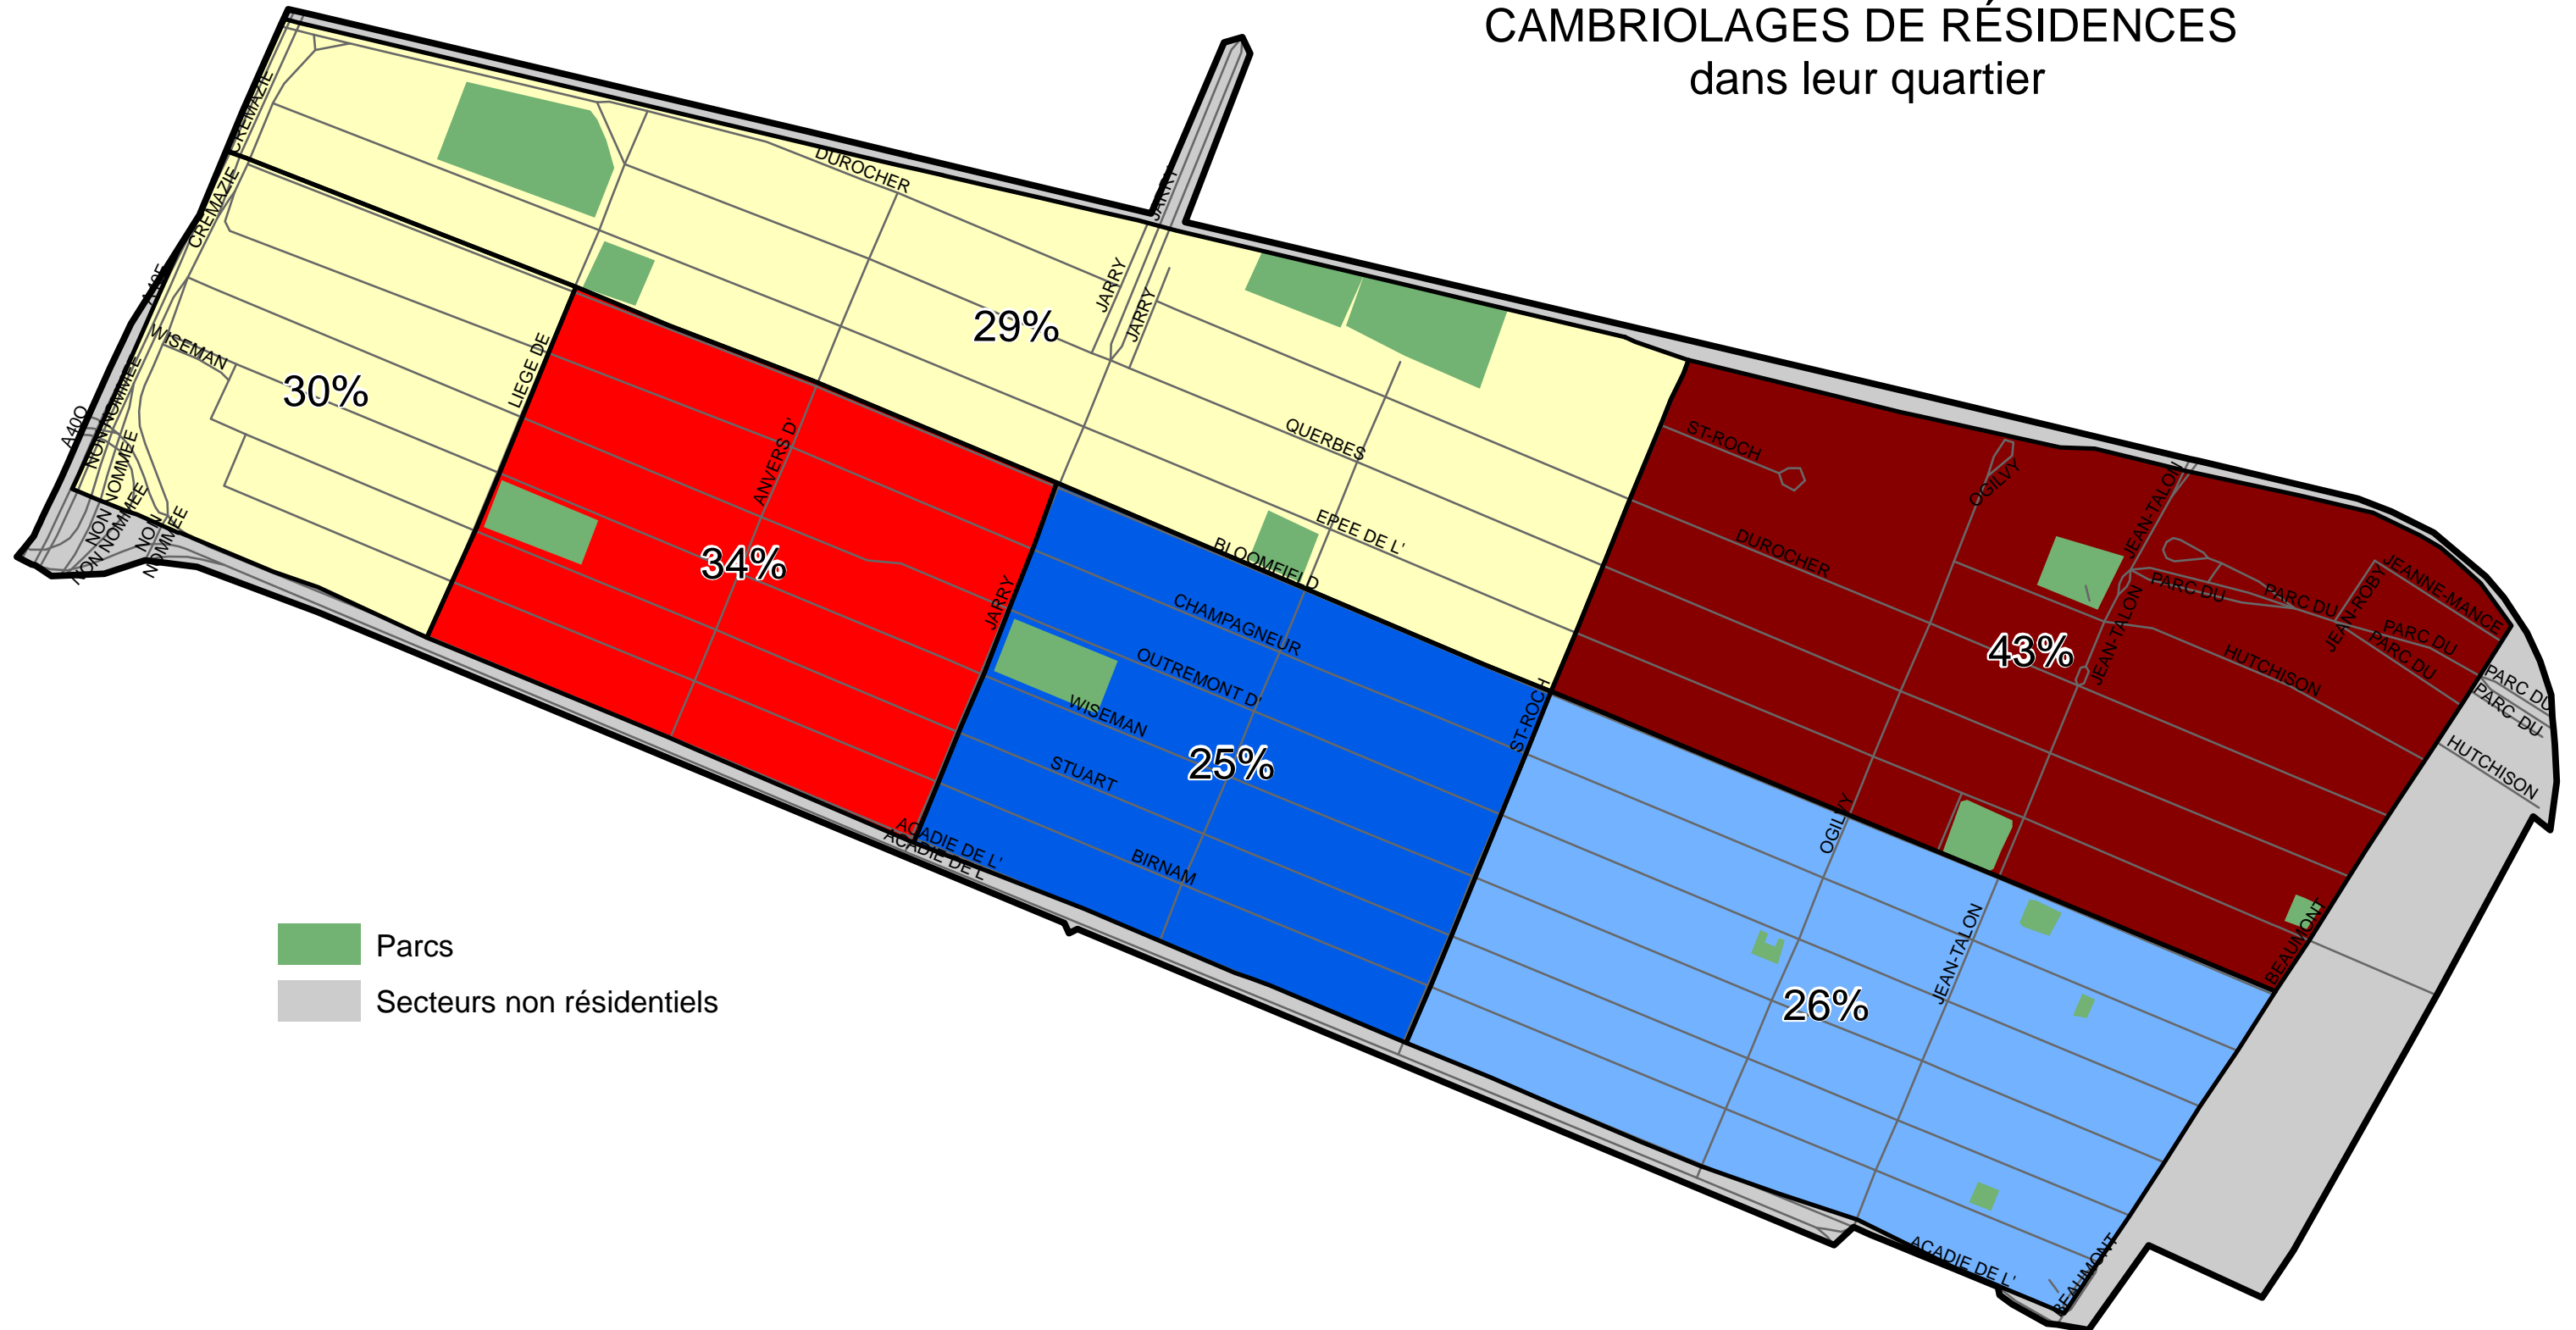 CAMBRIOLAGES DE RÉSIDENCES
dans leur quartier
CREMAZIE
CREMAZIE
DUROCHER
JARRY
JARRY
JARRY
29%
A40E
WISEMAN
30%
LIEGE DE
NON NOMMEE
A40O
NON NOMMEE
NON NOMMEE
NON
NOMMEE
ANVERS D'
34%
QUERBES
EPEE DE L'
BLOOMFIELD
ST-ROCH
OGILVY
JEAN-TALON
DUROCHER
PARC DU
PARC DU
JEAN-ROBY
JEANNE-MANCE
PARC DU
PARC DU
PARC DU
PARC DU
43%
JEAN-TALON
HUTCHISON
HUTCHISON
JARRY
CHAMPAGNEUR
OUTREMONT D'
WISEMAN
STUART
25%
BIRNAM
ST-ROCH
ACADIE DE L'
ACADIE DE L'
OGILVY
JEAN-TALON
26%
BEAUMONT
ACADIE DE L'
BEAUMONT
Parcs
Secteurs non résidentiels